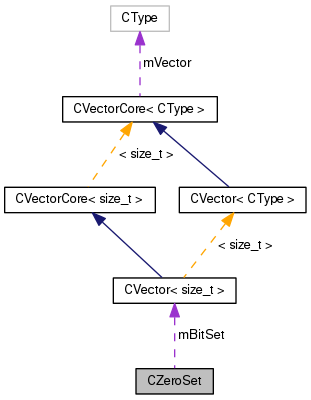 CType
mVector
CVectorCore< CType >
< size_t >
CVectorCore< size_t >
CVector< CType >
< size_t >
CVector< size_t >
mBitSet
CZeroSet